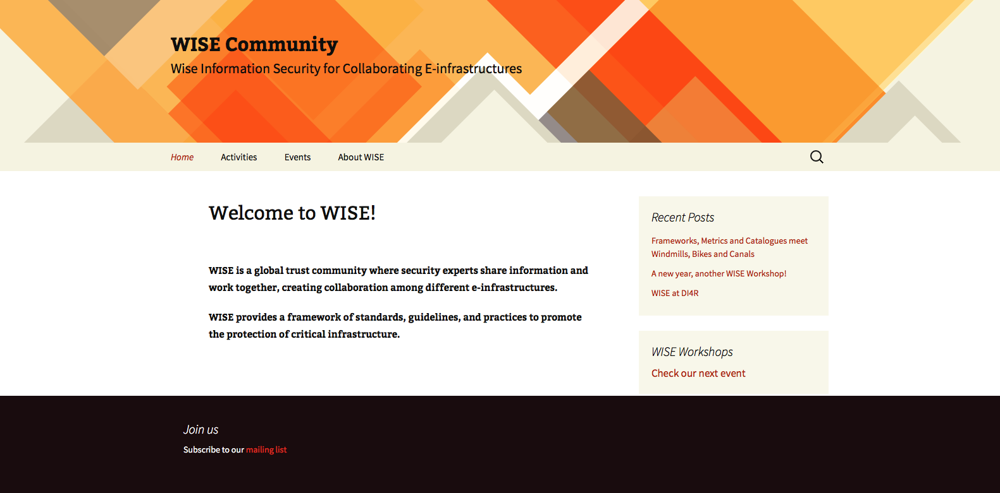 WISE Community
Wise Information Security for Collaborating E-infrastructures
Home Activities Events About WISE
Welcome to WISE!
WISE is a global trust community where security experts share information and
work together, creating collaboration among different e-infrastructures.
WISE provides a framework of standards, guidelines, and practices to promote
the protection of critical infrastructure.
Recent Posts
Frameworks, Metrics and Catalogues meet
Windmills, Bikes and Canals
A new year, another WISE Workshop!
WISE at DI4R
WISE Workshops
Check our next event
Join us
Subscribe to our mailing list